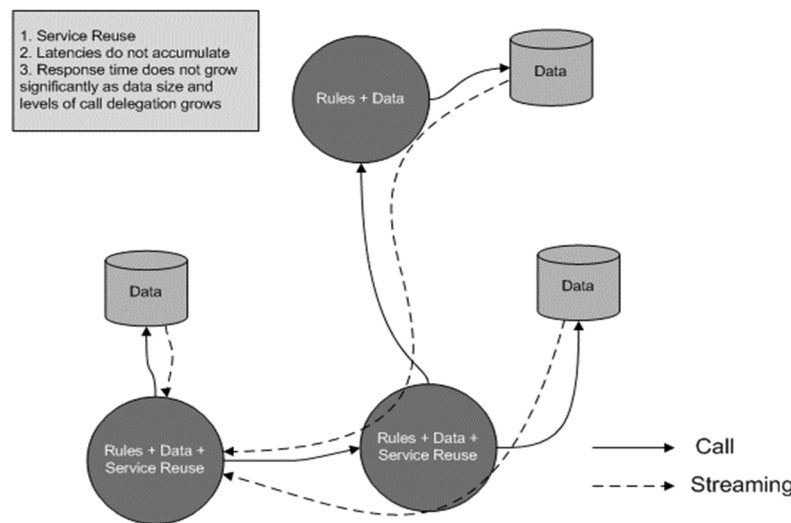 1. Service Reuse
2. Latencies do not accumulate
3. Response time does not grow
significantly as data size and
levels of call delegation grows
Rules + Data
Data
Data
Data
Rules + Data +
Service Reuse
Rules + Data +
Service Reuse
Call
Streaming